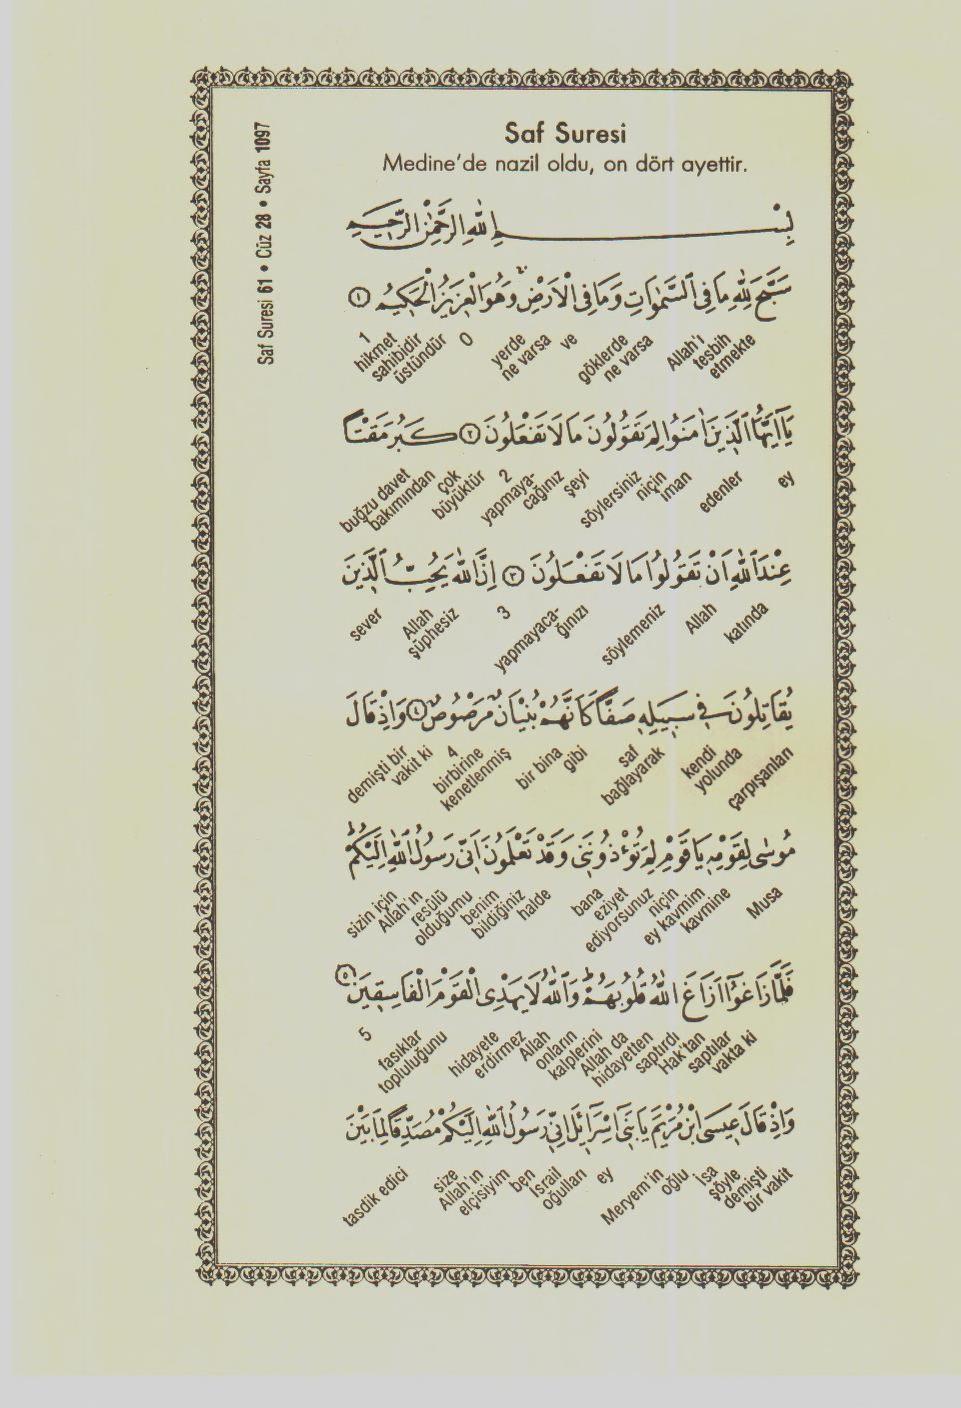 Saf Suresi
Medine'de nazil oldu, on dört ayettir.
Saf Suresi 61 • Cüz 28 • Sayfa 1097
بِسْمِ اللّٰهِ الرَّحْمٰنِ الرَّحِيمِ
سَبَّحَ لِلّٰهِ مَا فِى السَّمٰوَاتِ وَمَا فِى الْاَرْضِ وَهُوَ الْعَزِيزُ الْحَكِيمُ ١
Allah'ı tesbih etmekte göklerde ne varsa ve yerde ne varsa O hikmet sahibidir üstündür 1
يَا اَيُّهَا الَّذِينَ اٰمَنُوا لِمَ تَقُولُونَ مَا لَا تَفْعَلُونَ ٢ كَبُرَ مَقْتًا
ey edenler iman niçin söylersiniz şeyi yapmaya- cağınız 2 çok büyüktür buğzu davet bakımından
عِنْدَ اللّٰهِ اَنْ تَقُولُوا مَا لَا تَفْعَلُونَ ٣ اِنَّ اللّٰهَ يُحِبُّ الَّذِينَ
katında Allah söylemeniz yapmayaca- ğınızı 3 Allah şüphesiz sever
يُقَاتِلُونَ فِى سَبِيلِهِ صَفًّا كَاَنَّهُمْ بُنْيَانٌ مَرْصُوصٌ ٤ وَاِذْ قَالَ
çarpışanları kendi yolunda saf bağlayarak gibi bir bina birbirine kenetlenmiş 4 demişti bir vakit ki
مُوسٰى لِقَوْمِهِ يَا قَوْمِ لِمَ تُؤْذُونَنِى وَقَدْ تَعْلَمُونَ اَنِّى رَسُولُ اللّٰهِ اِلَيْكُمْ
Musa kavmine ey kavmim niçin ediyorsunuz eziyet bana halde bildiğiniz benim olduğumu resülü Allah'ın sizin için
فَلَمَّا زَاغُوا اَزَاغَ اللّٰهُ قُلُوبَهُمْ وَاللّٰهُ لَا يَهْدِى الْقَوْمَ الْفَاسِقِينَ ٥
vakta ki saptılar Hak'tan saptırdı hidayetten Allah da kalplerini onların Allah erdirmez hidayete topluluğunu fasıklar 5
وَاِذْ قَالَ عِيسَى ابْنُ مَرْيَمَ يَا بَنِى اِسْرَائِلَ اِنِّى رَسُولُ اللّٰهِ اِلَيْكُمْ مُصَدِّقًا لِمَا بَيْنَ
bir vakit demişti şöyle İsa oğlu Meryem'in ey oğulları İsrail ben elçisiyim Allah'ın size tasdik edici